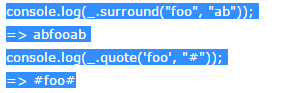 console.log(_.surround("foo", "ab"));
=> abfooab
console.log(_.quote('foo', "#"));
=> #foo#